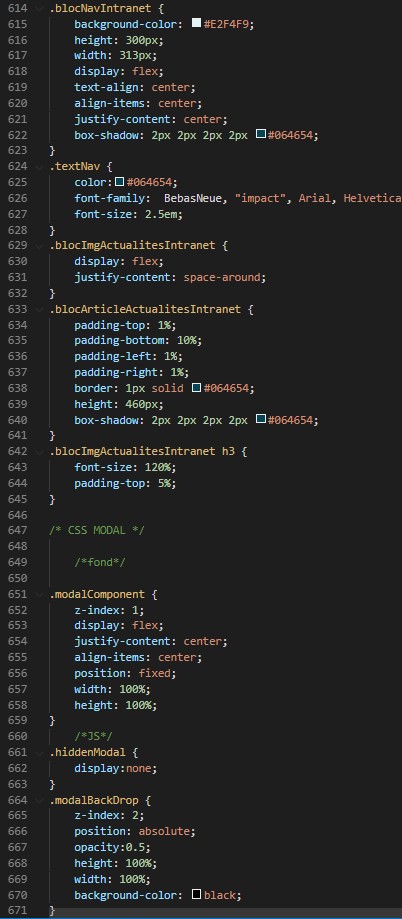 614 .blocNavIntranet {
615 background-color: #E2F4F9;
616 height: 300px;
617 width: 313px;
618 display: flex;
619 text-align: center;
620 align-items: center;
621 justify-content: center;
622 box-shadow: 2px 2px 2px 2px #064654;
623 }
624 .textNav {
625 color: #064654;
626 font-family: BebasNeue, "impact", Arial, Helvetica
627 font-size: 2.5em;
628 }
629 .blocImgActualitesIntranet {
630 display: flex;
631 justify-content: space-around;
632 }
633 .blocArticleActualitesIntranet {
634 padding-top: 1%;
635 padding-bottom: 10%;
636 padding-left: 1%;
637 padding-right: 1%;
638 border: 1px solid #064654;
639 height: 460px;
640 box-shadow: 2px 2px 2px 2px #064654;
641 }
642 .blocImgActualitesIntranet h3 {
643 font-size: 120%;
644 padding-top: 5%;
645 }
646
647 /* CSS MODAL */
648
649 /*fond*/
650
651 .modalComponent {
652 z-index: 1;
653 display: flex;
654 justify-content: center;
655 align-items: center;
656 position: fixed;
657 width: 100%;
658 height: 100%;
659 }
660 /*JS*/
661 .hiddenModal {
662 display:none;
663 }
664 .modalBackDrop {
665 z-index: 2;
666 position: absolute;
667 opacity:0.5;
668 height: 100%;
669 width: 100%;
670 background-color: black;
671 }